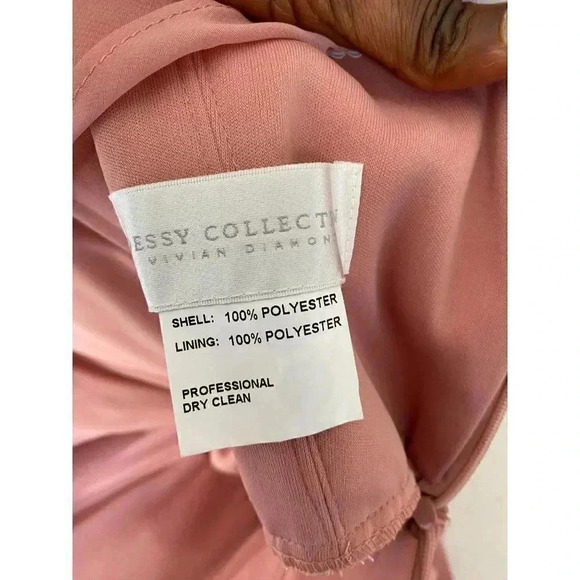 ESSY COLLECT
VIVIAN DIAMON
SHELL: 100% POLYESTER
LINING: 100% POLYESTER
PROFESSIONAL
DRY CLEAN